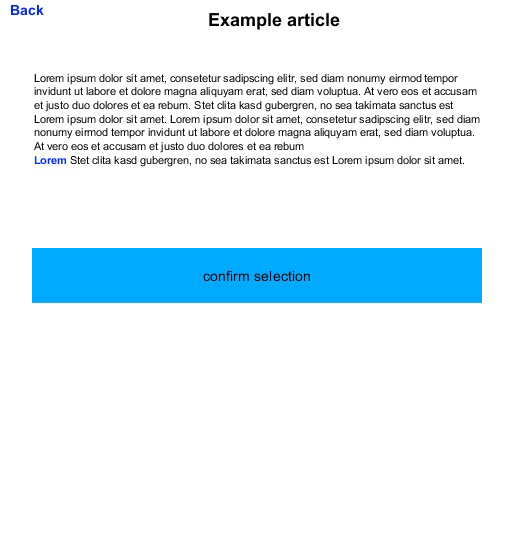 Back
Example article
Lorem ipsum dolor sit amet, consetetur sadipscing elitr, sed diam nonumy eirmod tempor
invidunt ut labore et dolore magna aliquyam erat, sed diam voluptua. At vero eos et accusam
et justo duo dolores et ea rebum. Stet clita kasd gubergren, no sea takimata sanctus est
Lorem ipsum dolor sit amet. Lorem ipsum dolor sit amet, consetetur sadipscing elitr, sed diam
nonumy eirmod tempor invidunt ut labore et dolore magna aliquyam erat, sed diam voluptua.
At vero eos et accusam et justo duo dolores et ea rebum
Lorem Stet clita kasd gubergren, no sea takimata sanctus est Lorem ipsum dolor sit amet.
confirm selection